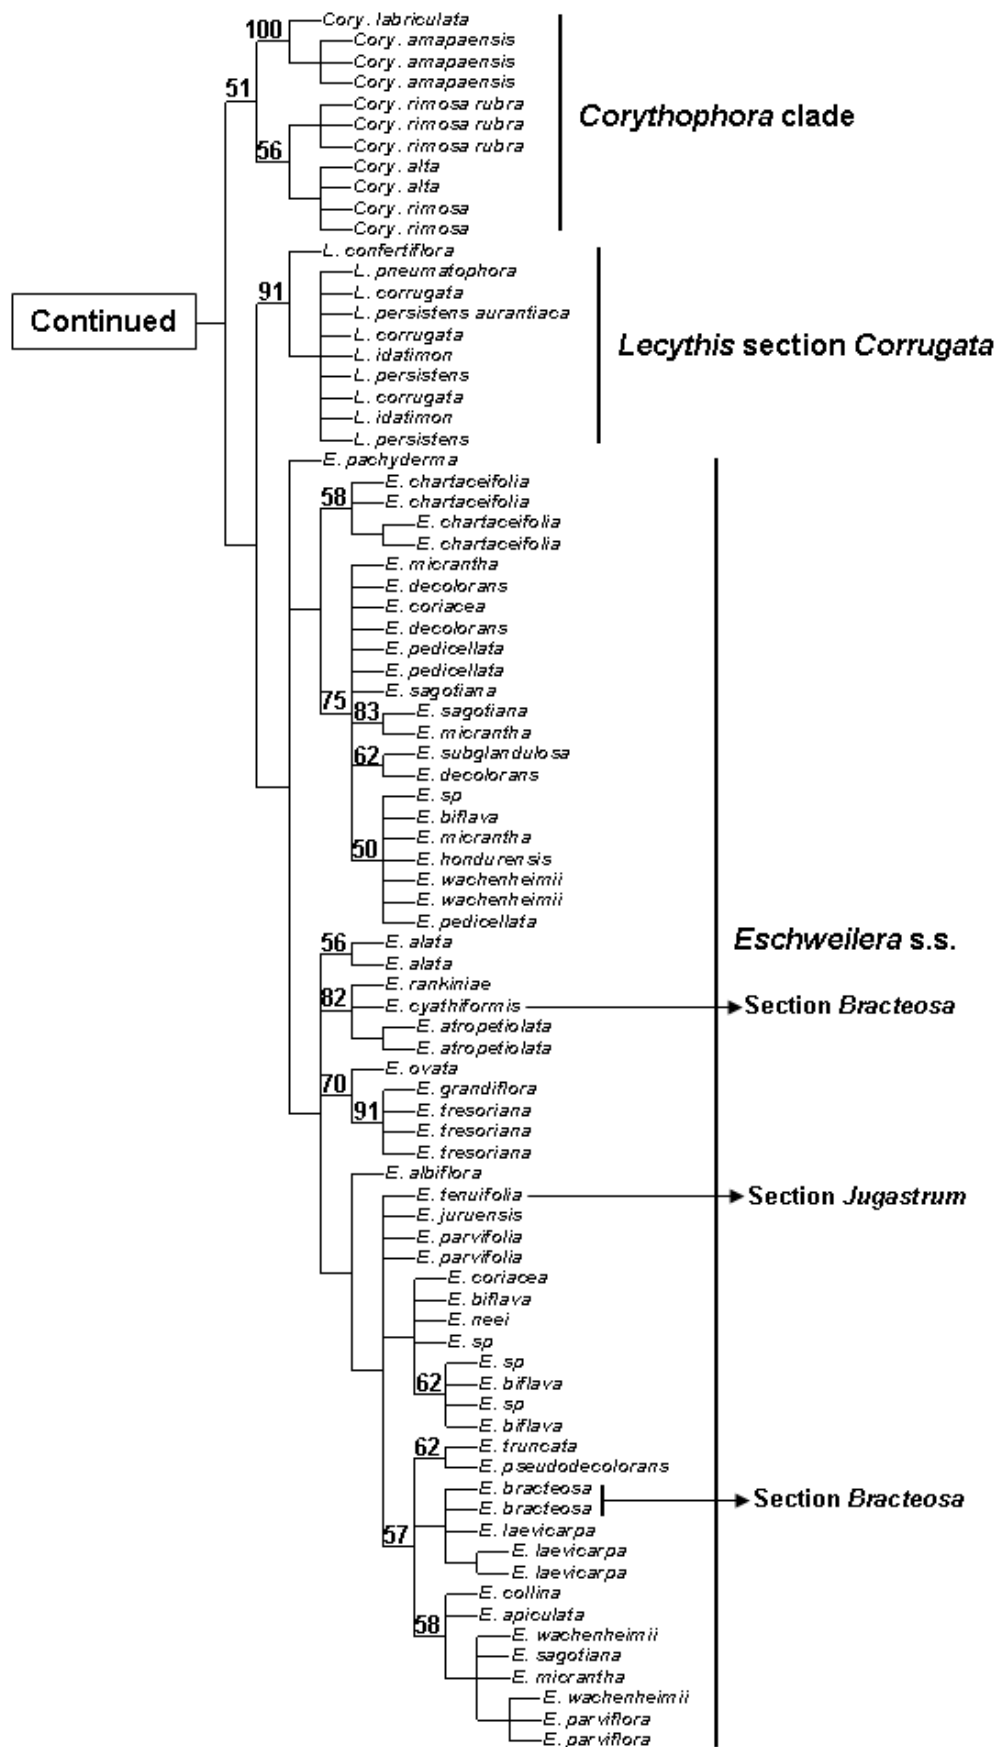 Cory. labriculata
100
Cory. amapaensis
Cory. amapaensis
Cory. amapaensis
51
Cory. rimosa rubra
Cory. rimosa rubra
Cory. rimosa rubra
56
Cory. alta
Cory. alta
Cory. rimosa
Cory. rimosa
Corythophora clade
L. confertiflora
L. pneumatophora
91
L. corrugata
L. persistens aurantiaca
Continued
L. corrugata
L. idatimon
Lecythis section Corrugata
L. persistens
L. corrugata
L. idatimon
L. persistens
E. pachyderma
E. chartaceifolia
58
E. chartaceifolia
E. chartaceifolia
E. chartaceifolia
E. micrantha
E. decolorans
E. coriacea
E. decolorans
E. pedicellata
E. pedicellata
E. sagotiana
75
83
E. sagotiana
E. micrantha
62
E. subglandulosa
E. decolorans
E. sp
E. biflava
E. micrantha
50
E. hondurensis
E. wachenheimii
E. wachenheimii
E. pedicellata
56
E. alata
Eschweilera s.s.
E. alata
E. rankiniae
82
E. cyathiformis
Section Bracteosa
E. atropetiolata
E. atropetiolata
E. ovata
70
E. grandiflora
91
E. tresoriana
E. tresoriana
E. tresoriana
E. albiflora
E. tenuifolia
Section Jugastrum
E. juruensis
E. parvifolia
E. parvifolia
E. coriacea
E. biflava
E. neei
E. sp
E. sp
62
E. biflava
E. sp
E. biflava
62
E. truncata
E. pseudodecolorans
E. bracteosa
Section Bracteosa
E. bracteosa
57
E. laevicarpa
E. laevicarpa
E. laevicarpa
E. collina
58
E. apiculata
E. wachenheimii
E. sagotiana
E. micrantha
E. wachenheimii
E. parviflora
E. parviflora